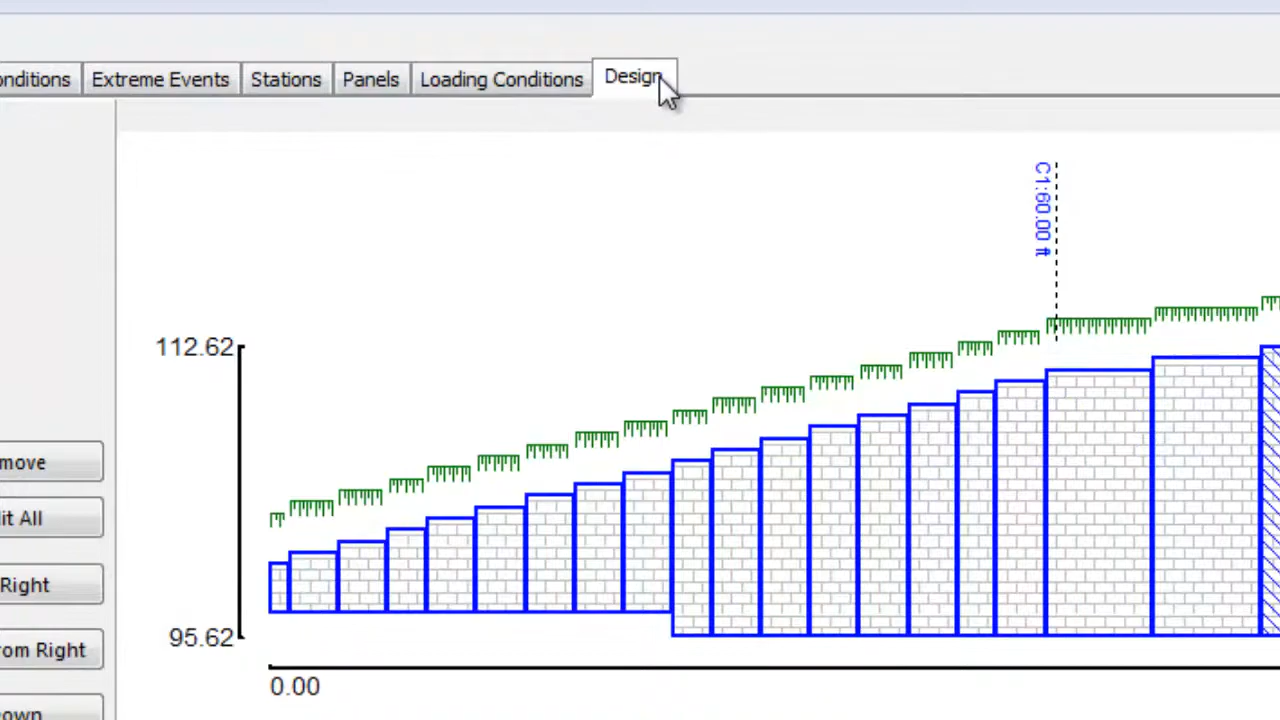 onditions Extreme Events Stations Panels Loading Conditions Design
C1:60.00 ft
112.62
move
it All
Right
95.62
om Right
0.00
own